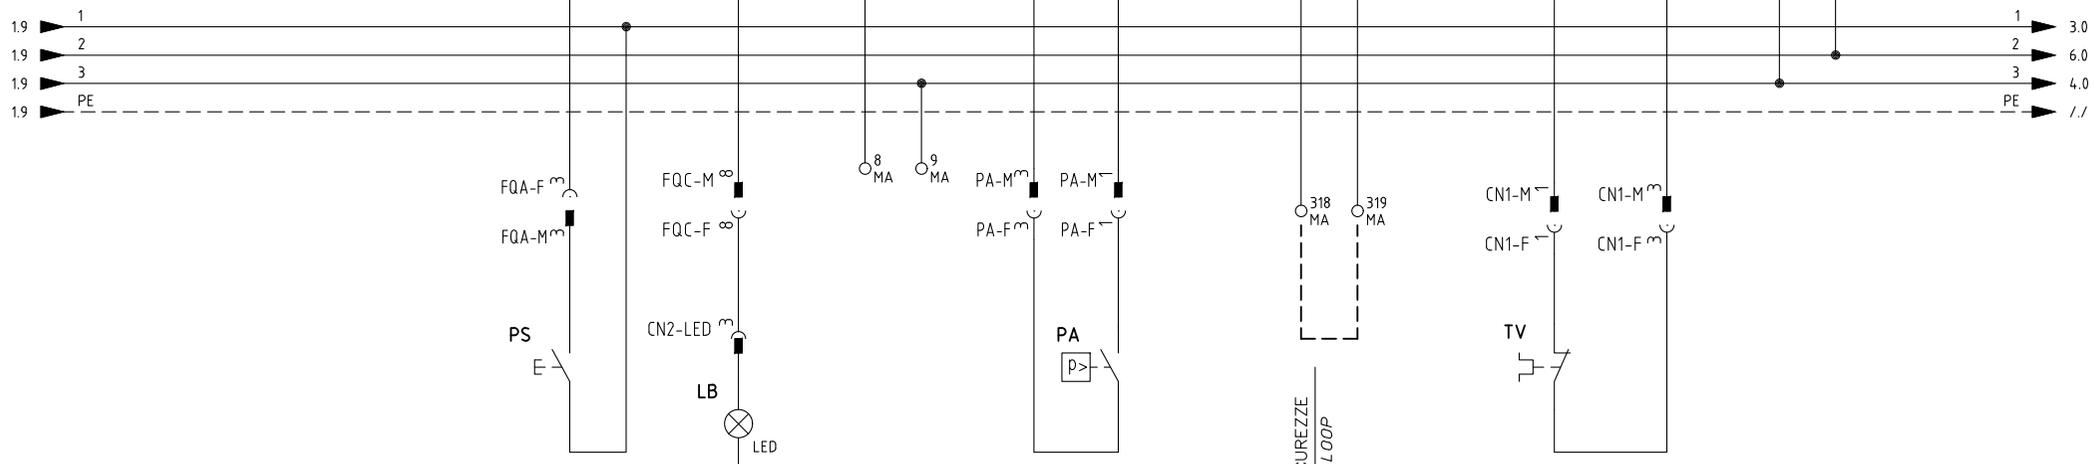 1.9 1 1 3.0
1.9 2 2 6.0
1.9 3 3 4.0
1.9 PE PE /./
8 MA
9 MA
FQA-F 3
FQA-M 3
FQC-M 8
FQC-F 8
PA-M 3
PA-F 3
PA-M 1
PA-F 1
318 MA
319 MA
CN1-M 1
CN1-F 1
CN1-M 3
CN1-F 3
PS
CN2-LED 3
LB
LED
PA
p>
TV
CUREZZE
LOOP